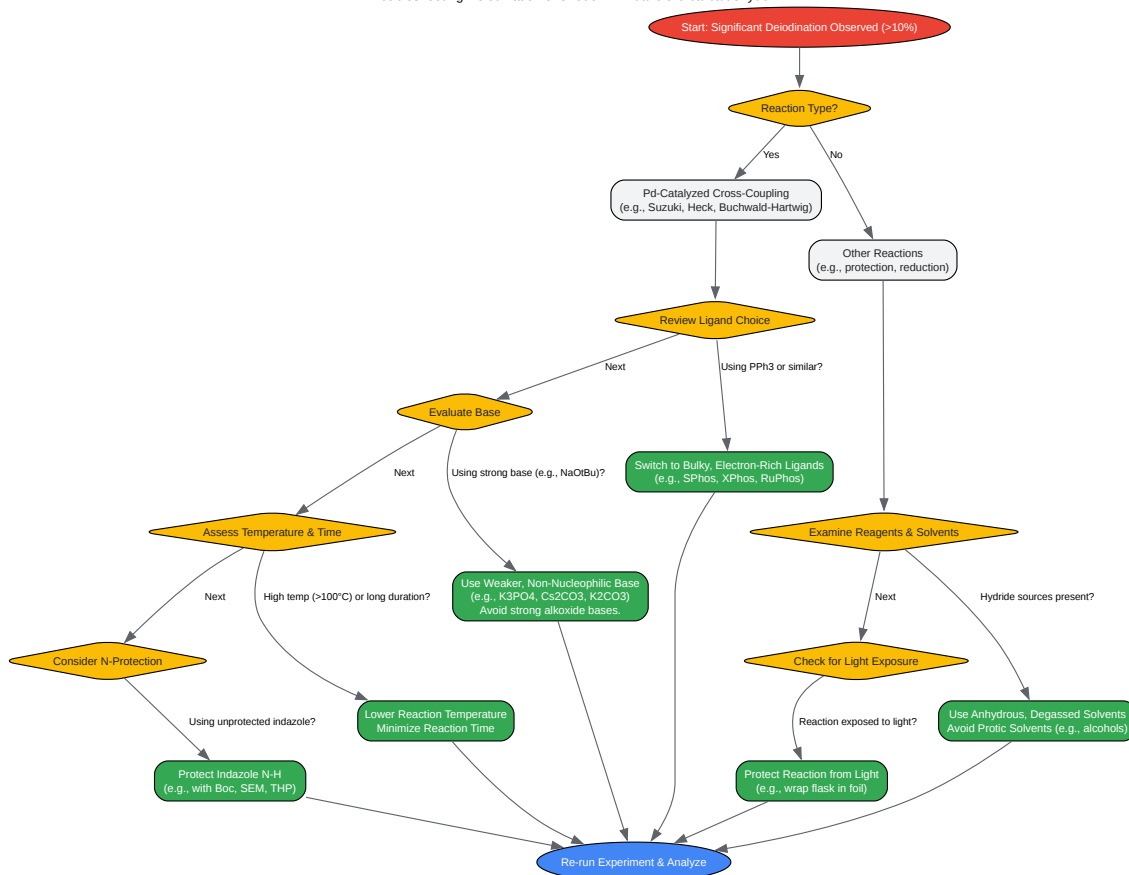 Start: Significant Deiodination Observed (>10%)
Reaction Type?
Yes
No
Pd-Catalyzed Cross-Coupling
(e.g., Suzuki, Heck, Buchwald-Hartwig)
Other Reactions
(e.g., protection, reduction)
Review Ligand Choice
Next
Using PPh3 or similar?
Evaluate Base
Next
Using strong base (e.g., NaOtBu)?
Switch to Bulky, Electron-Rich Ligands
(e.g., SPhos, XPhos, RuPhos)
Assess Temperature & Time
Examine Reagents & Solvents
Next
High temp (>100°C) or long duration?
Use Weaker, Non-Nucleophilic Base
(e.g., K3PO4, Cs2CO3, K2CO3)
Avoid strong alkoxide bases.
Next
Hydride sources present?
Consider N-Protection
Check for Light Exposure
Using unprotected indazole?
Lower Reaction Temperature
Minimize Reaction Time
Reaction exposed to light?
Use Anhydrous, Degassed Solvents
Avoid Protic Solvents (e.g., alcohols)
Protect Indazole N-H
(e.g., with Boc, SEM, THP)
Protect Reaction from Light
(e.g., wrap flask in foil)
Re-run Experiment & Analyze